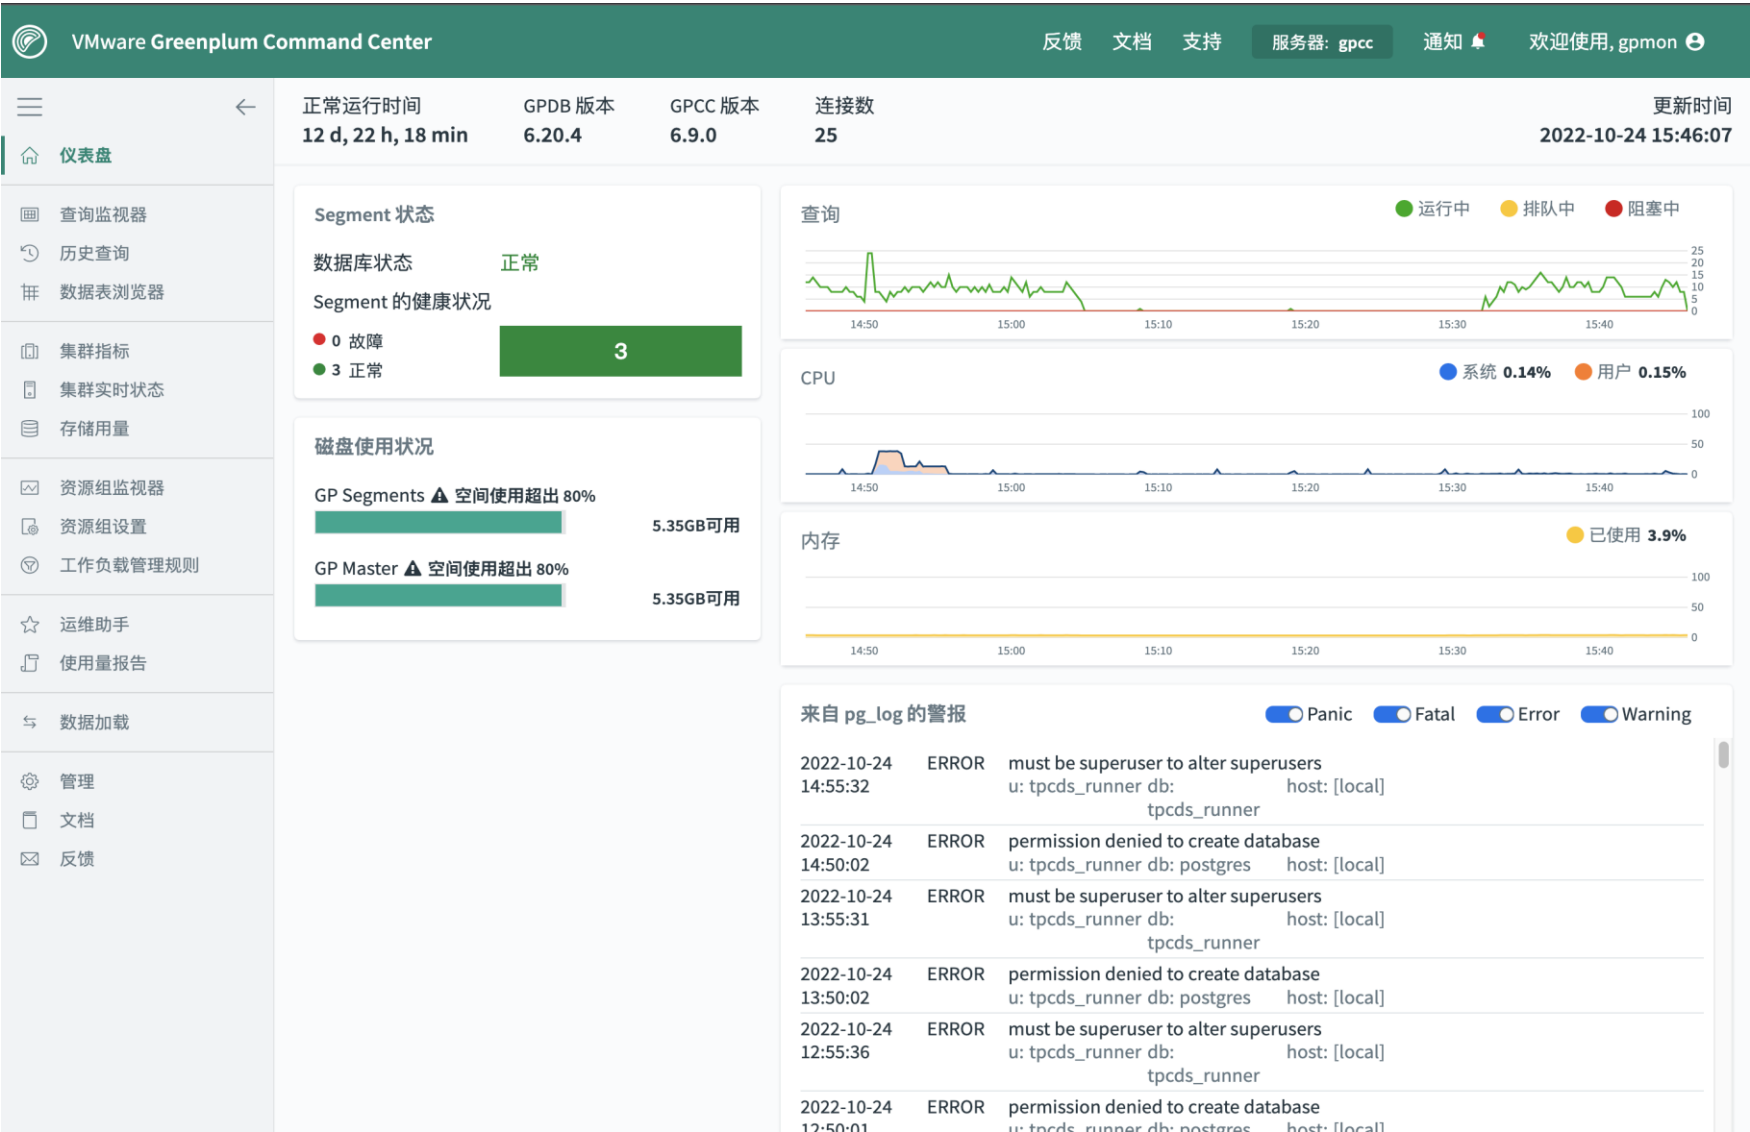 VMware Greenplum Command Center
反馈 文档 支持 服务器: gpcc 通知 欢迎使用, gpmon
仪表盘
查询监视器
历史查询
数据表浏览器
集群指标
集群实时状态
存储用量
资源组监视器
资源组设置
工作负载管理规则
运维助手
使用量报告
数据加载
管理
文档
反馈
正常运行时间 GPDB 版本 GPCC 版本 连接数 更新时间
12 d, 22 h, 18 min 6.20.4 6.9.0 25 2022-10-24 15:46:07
Segment 状态
数据库状态 正常
Segment 的健康状况
0 故障
3 正常
3
磁盘使用状况
GP Segments 空间使用超出 80%
5.35GB可用
GP Master 空间使用超出 80%
5.35GB可用
查询 运行中 排队中 阻塞中
25
20
15
10
5
0
14:50 15:00 15:10 15:20 15:30 15:40
CPU 系统 0.14% 用户 0.15%
100
50
0
14:50 15:00 15:10 15:20 15:30 15:40
内存 已使用 3.9%
100
50
0
14:50 15:00 15:10 15:20 15:30 15:40
来自 pg_log 的警报 Panic Fatal Error Warning
2022-10-24 ERROR must be superuser to alter superusers
14:55:32 u: tpcds_runner db: host: [local]
tpcds_runner
2022-10-24 ERROR permission denied to create database
14:50:02 u: tpcds_runner db: postgres host: [local]
2022-10-24 ERROR must be superuser to alter superusers
13:55:31 u: tpcds_runner db: host: [local]
tpcds_runner
2022-10-24 ERROR permission denied to create database
13:50:02 u: tpcds_runner db: postgres host: [local]
2022-10-24 ERROR must be superuser to alter superusers
12:55:36 u: tpcds_runner db: host: [local]
tpcds_runner
2022-10-24 ERROR permission denied to create database
12:50:01 u: tpcds_runner db: postgres host: [local]